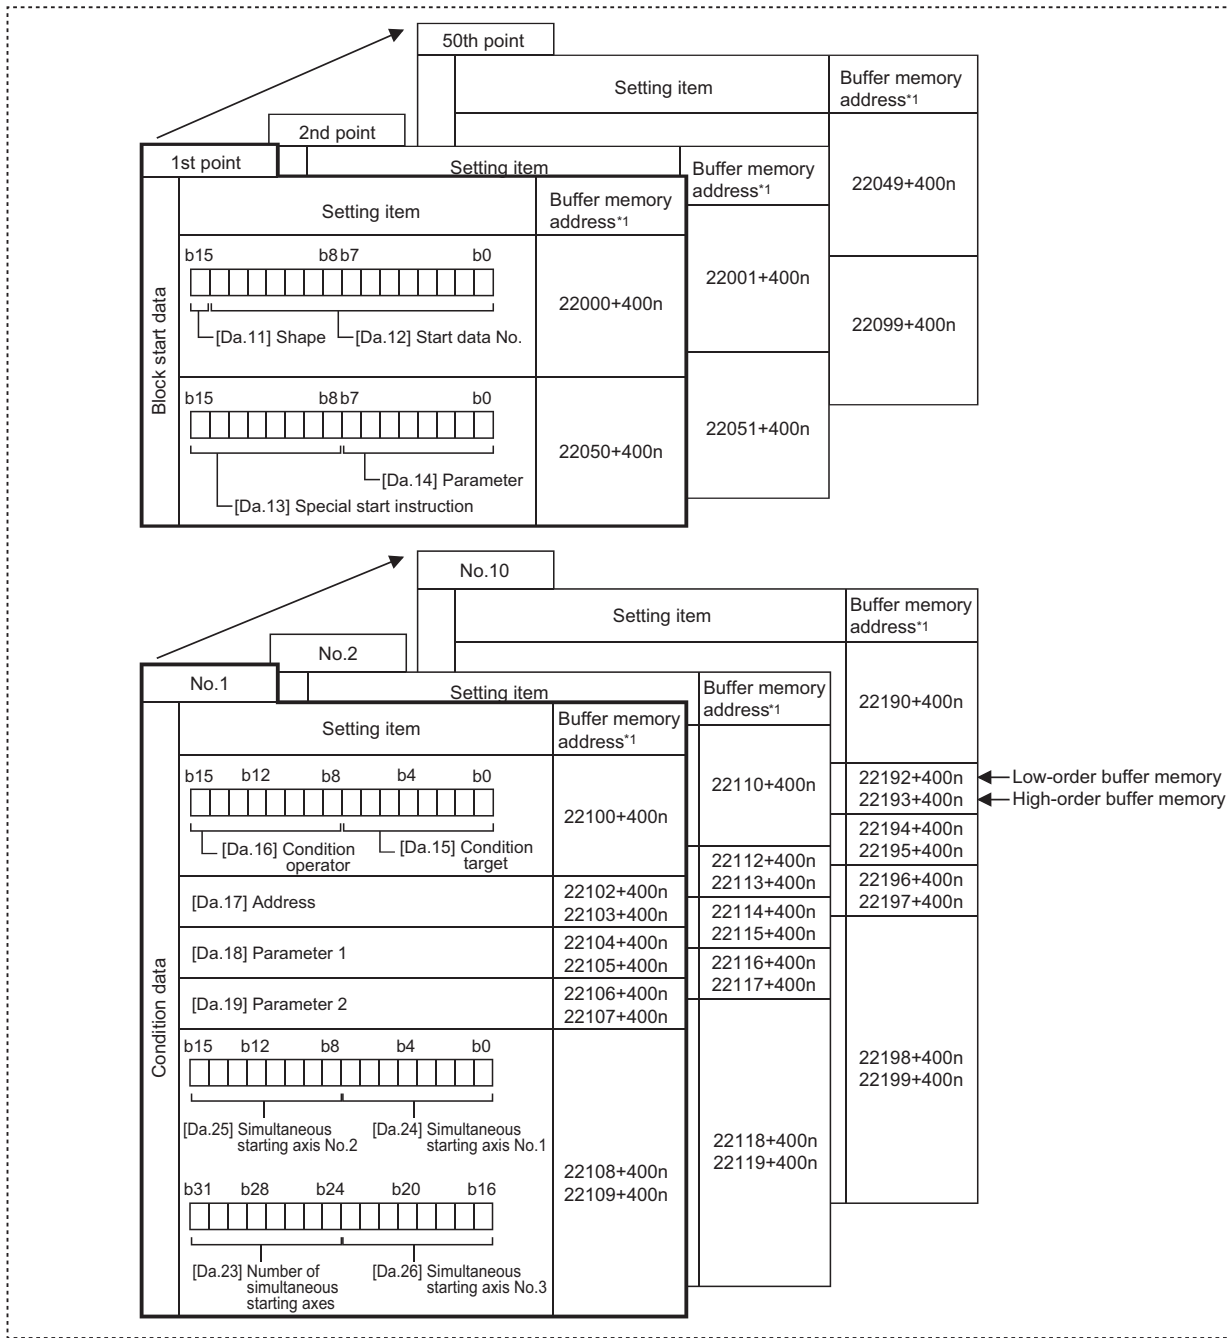 50th point
Setting item
Buffer memory
address*1
22049+400n
22099+400n
2nd point
Setting item
Buffer memory
address*1
22001+400n
22051+400n
1st point
Block start data
Setting item
Buffer memory
address*1
b15 b8 b7 b0
[Da.11] Shape [Da.12] Start data No.
22000+400n
b15 b8 b7 b0
[Da.14] Parameter
[Da.13] Special start instruction
22050+400n
No.10
Setting item
Buffer memory
address*1
22190+400n
22192+400n Low-order buffer memory
22193+400n High-order buffer memory
22194+400n
22195+400n
22196+400n
22197+400n
22198+400n
22199+400n
No.2
Setting item
Buffer memory
address*1
22110+400n
22112+400n
22113+400n
22114+400n
22115+400n
22116+400n
22117+400n
22118+400n
22119+400n
No.1
Condition data
Setting item
Buffer memory
address*1
b15 b12 b8 b4 b0
[Da.16] Condition
operator
[Da.15] Condition
target
22100+400n
[Da.17] Address
22102+400n
22103+400n
[Da.18] Parameter 1
22104+400n
22105+400n
[Da.19] Parameter 2
22106+400n
22107+400n
b15 b12 b8 b4 b0
[Da.25] Simultaneous
starting axis No.2
[Da.24] Simultaneous
starting axis No.1
b31 b28 b24 b20 b16
[Da.23] Number of
simultaneous
starting axes
[Da.26] Simultaneous
starting axis No.3
22108+400n
22109+400n